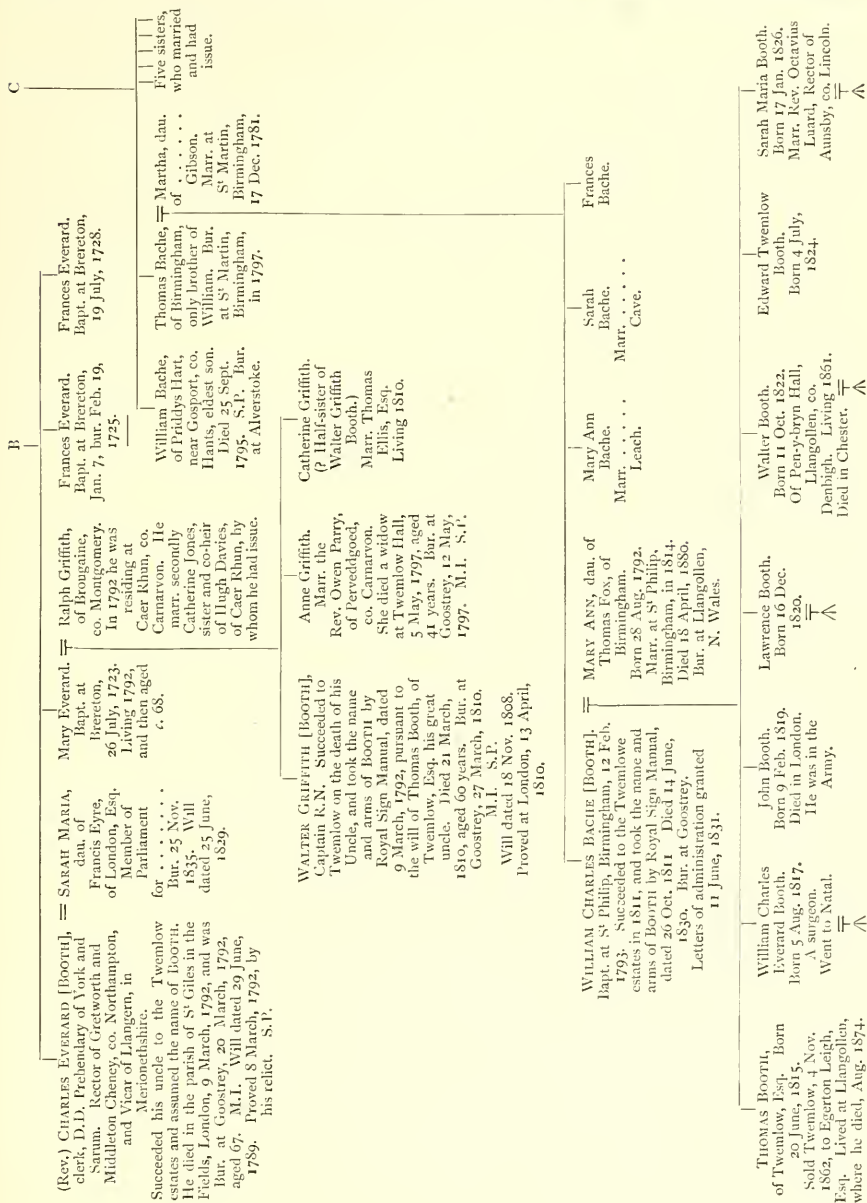 B
C
(Rev.) CHARLES EVERARD [BOOTH],
clerk, D.D. Prebendary of York and
Sarum. Rector of Gretworth and
Middleton Cheney, co. Northampton,
and Vicar of Llangern, in
Merionethshire.
Succeeded his uncle to the Twemlow
estates and assumed the name of BOOTH.
He died in the parish of St Giles in the
Fields, London, 9 March, 1792, and was
Bur. at Goostrey, 20 March, 1792,
aged 67. M.I. Will dated 29 June,
1789. Proved 8 March, 1792, by
his relict. S.P.
= SARAH MARIA,
dau. of
Francis Eyre,
of London, Esq.
Member of
Parliament
for . . . . . . .
Bur. 25 Nov.
1835. Will
dated 25 June,
1829.
Mary Everard.
Bapt. at
Brereton,
26 July, 1723.
Living 1792,
and then aged
c. 68.
= Ralph Griffith,
of Brougaine,
co. Montgomery.
In 1792 he was
residing at
Caer Rhun, co.
Carnarvon. He
marr. secondly
Catherine Jones,
sister and co-heir
of Hugh Davies,
of Caer Rhun, by
whom he had issue.
Frances Everard.
Bapt. at Brereton,
Jan. 7, bur. Feb. 19,
1725.
Frances Everard.
Bapt. at Brereton,
19 July, 1728.
William Bache,
of Priddys Hart,
near Gosport, co.
Hants, eldest son.
Died 25 Sept.
1795. S.P. Bur.
at Alverstoke.
Thomas Bache,
of Birmingham,
only brother of
William. Bur.
at St Martin,
Birmingham,
in 1797.
= Martha, dau.
of . . . . . .
Gibson.
Marr. at
St Martin,
Birmingham,
17 Dec. 1781.
Five sisters,
who married
and had
issue.
WALTER GRIFFITH [BOOTH].
Captain R.N. Succeeded to
Twemlow on the death of his
Uncle, and took the name
and arms of BOOTH by
Royal Sign Manual, dated
9 March, 1792, pursuant to
the will of Thomas Booth, of
Twemlow, Esq. his great
uncle. Died 21 March,
1810, aged 60 years. Bur. at
Goostrey, 27 March, 1810.
M.I. S.P.
Will dated 18 Nov. 1808.
Proved at London, 13 April,
1810.
Anne Griffith.
Marr. the
Rev. Owen Parry,
of Perveddgoed,
co. Carnarvon.
She died a widow
at Twemlow Hall,
5 May, 1797, aged
41 years. Bur. at
Goostrey, 12 May,
1797. M.I. S.P.
Catherine Griffith.
(? Half-sister of
Walter Griffith
Booth.)
Marr. Thomas
Ellis, Esq.
Living 1810.
WILLIAM CHARLES BACHE [BOOTH].
Bapt. at St Philip, Birmingham, 12 Feb.
1793. Succeeded to the Twemlowe
estates in 1811, and took the name and
arms of BOOTH by Royal Sign Manual,
dated 26 Oct. 1811 Died 14 June,
1830. Bur. at Goostrey.
Letters of administration granted
11 June, 1831.
= MARY ANN, dau. of
Thomas Fox, of
Birmingham.
Born 28 Aug. 1792.
Marr. at St Philip,
Birmingham, in 1814.
Died 18 April, 1880.
Bur. at Llangollen,
N. Wales.
Mary Ann
Bache.
Marr. . . . . . .
Leach.
Sarah
Bache.
Marr. . . . . . .
Cave.
Frances
Bache.
THOMAS BOOTH,
of Twemlow, Esq. Born
20 June, 1815.
Sold Twemlow, 4 Nov.
1862, to Egerton Leigh,
Esq. Lived at Llangollen,
where he died, Aug. 1874.
William Charles
Everard Booth.
Born 5 Aug. 1817.
A surgeon.
Went to Natal.
John Booth.
Born 9 Feb. 1819.
Died in London.
He was in the
Army.
Lawrence Booth.
Born 16 Dec.
1820.
Walter Booth.
Born 11 Oct. 1822.
Of Pen-y-bryn Hall,
Llangollen, co.
Denbigh. Living 1861.
Died in Chester.
Edward Twemlow
Booth.
Born 4 July,
1824.
Sarah Maria Booth.
Born 17 Jan. 1826.
Marr. Rev. Octavius
Luard, Rector of
Aunsby, co. Lincoln.